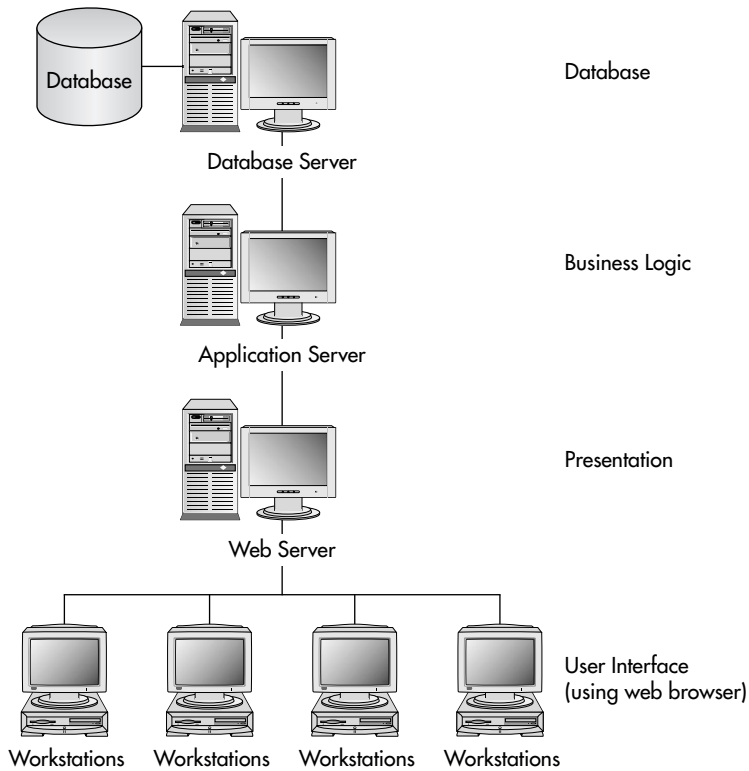 Database
Database
Database Server
Business Logic
Application Server
Presentation
Web Server
User Interface
(using web browser)
Workstations Workstations Workstations Workstations